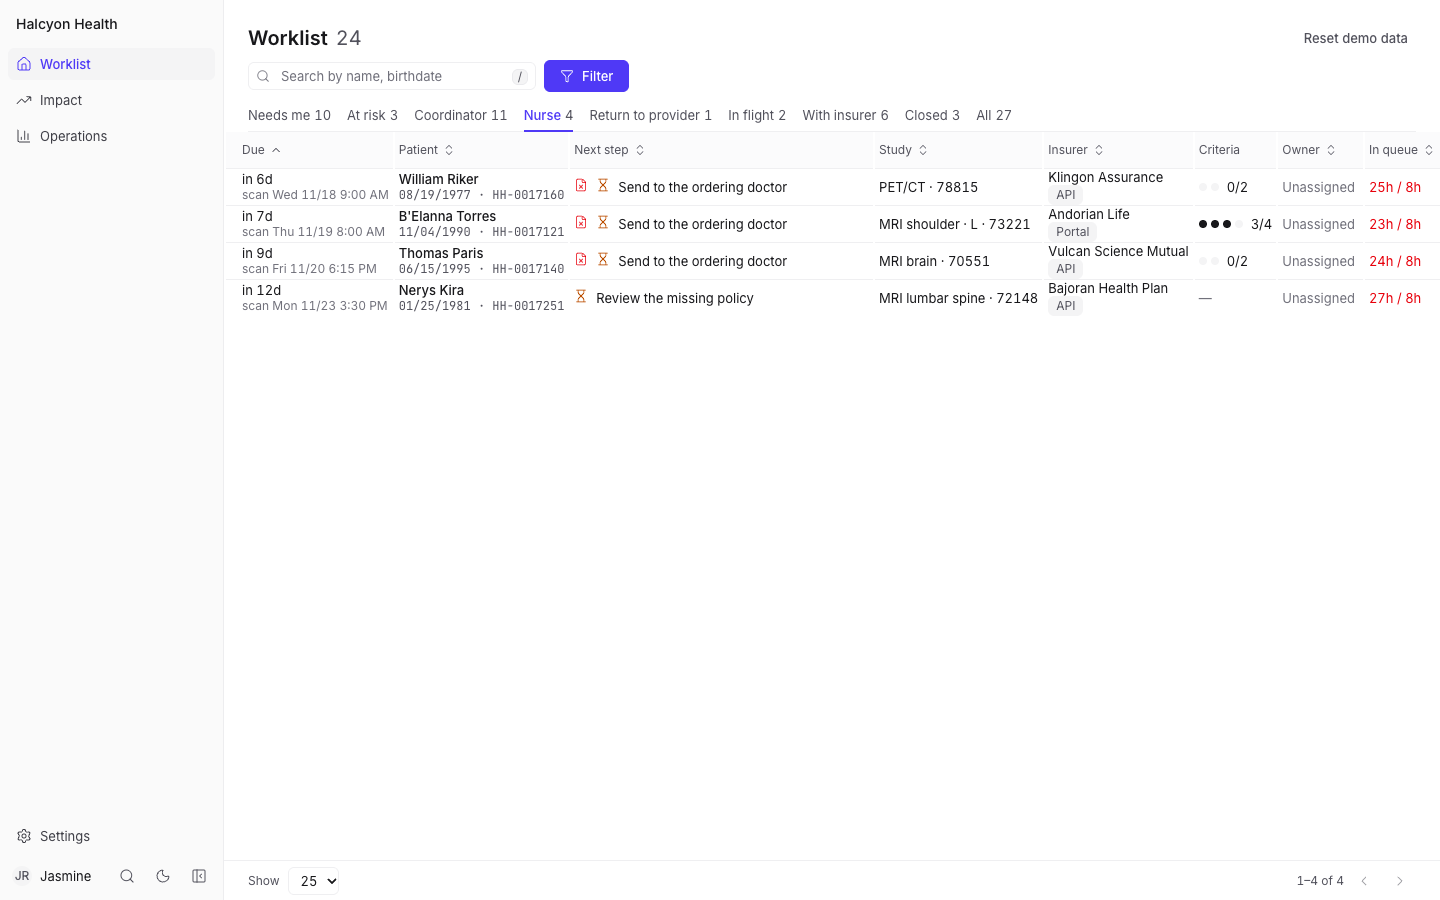 Halcyon Health
Worklist
Impact
Operations
Settings
JR Jasmine
Worklist 24
Reset demo data
Search by name, birthdate /
Filter
Needs me 10 At risk 3 Coordinator 11 Nurse 4 Return to provider 1 In flight 2 With insurer 6 Closed 3 All 27
Due Patient Next step Study Insurer Criteria Owner In queue
in 6d William Riker Send to the ordering doctor PET/CT · 78815 Klingon Assurance 0/2 Unassigned 25h / 8h
scan Wed 11/18 9:00 AM 08/19/1977 · HH-0017160 API
in 7d B'Elanna Torres Send to the ordering doctor MRI shoulder · L · 73221 Andorian Life 3/4 Unassigned 23h / 8h
scan Thu 11/19 8:00 AM 11/04/1990 · HH-0017121 Portal
in 9d Thomas Paris Send to the ordering doctor MRI brain · 70551 Vulcan Science Mutual 0/2 Unassigned 24h / 8h
scan Fri 11/20 6:15 PM 06/15/1995 · HH-0017140 API
in 12d Nerys Kira Review the missing policy MRI lumbar spine · 72148 Bajoran Health Plan — Unassigned 27h / 8h
scan Mon 11/23 3:30 PM 01/25/1981 · HH-0017251 API
Show 25
1–4 of 4